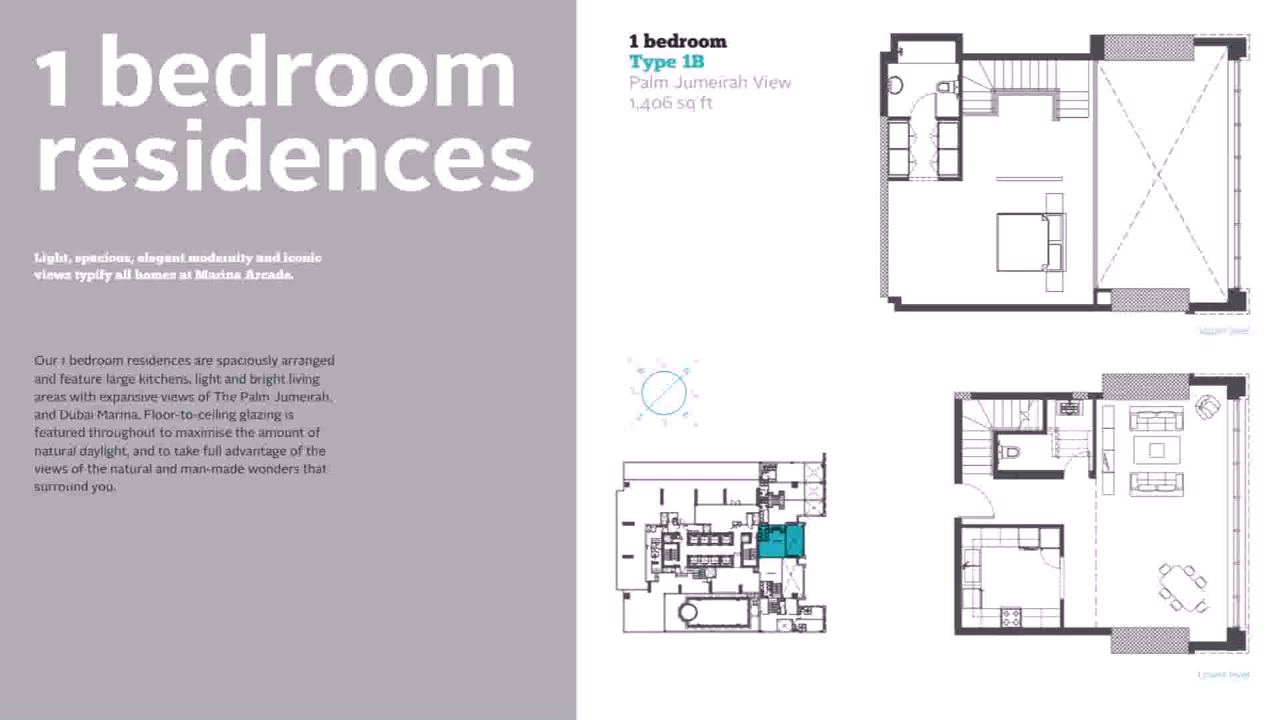 1 bedroom
residences
Light, spacious, elegant modernity and iconic
views typify all homes at Marina Arcade.
Our 1 bedroom residences are spaciously arranged
and feature large kitchens, light and bright living
areas with expansive views of The Palm Jumeirah,
and Dubai Marina. Floor-to-ceiling glazing is
featured throughout to maximise the amount of
natural daylight, and to take full advantage of the
views of the natural and man-made wonders that
surround you.
1 bedroom
Type 1B
Palm Jumeirah View
1,406 sq ft
Upper level
Lower level